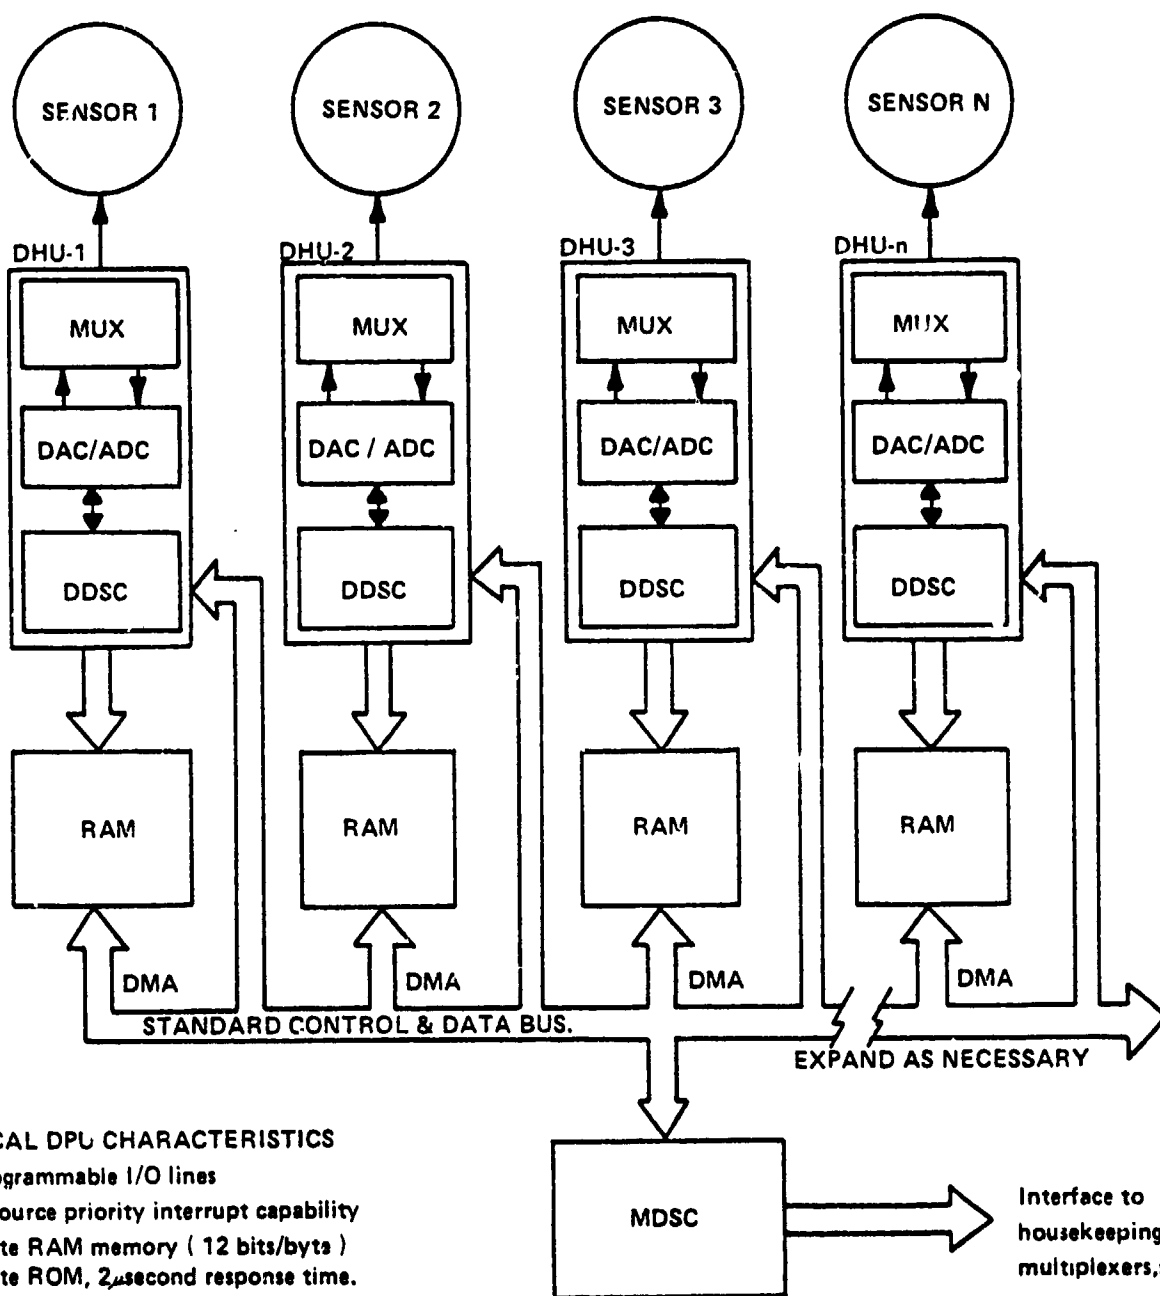 SENSOR 1
SENSOR 2
SENSOR 3
SENSOR N
DHU-1
DHU-2
DHU-3
DHU-n
MUX
MUX
MUX
MUX
DAC/ADC
DAC / ADC
DAC/ADC
DAC/ADC
DDSC
DDSC
DDSC
DDSC
RAM
RAM
RAM
RAM
DMA
DMA
DMA
STANDARD CONTROL & DATA BUS.
EXPAND AS NECESSARY
CAL DPU CHARACTERISTICS
ogrammable I/O lines
ource priority interrupt capability
te RAM memory ( 12 bits/byts )
te ROM, 2μsecond response time.
MDSC
Interface to
housekeeping
multiplexers,